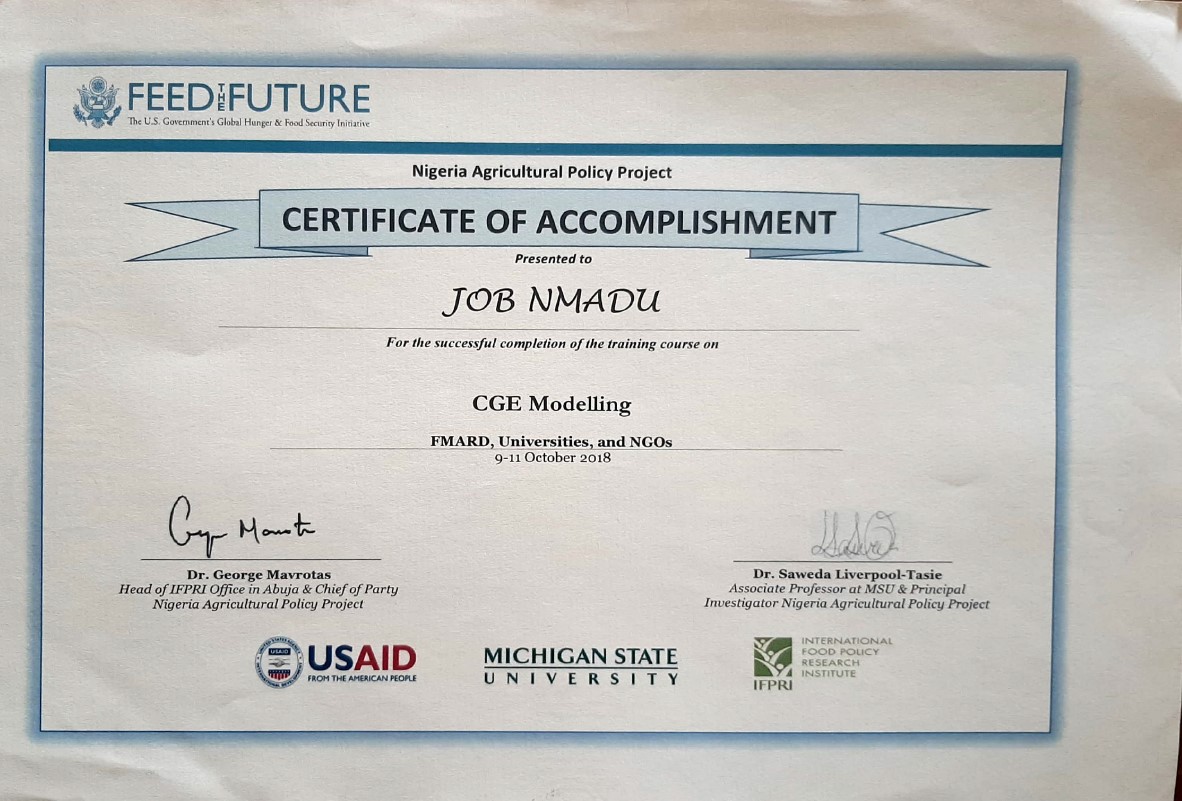 FEED THE FUTURE
The U.S. Government's Global Hunger & Food Security Initiative
Nigeria Agricultural Policy Project
CERTIFICATE OF ACCOMPLISHMENT
Presented to
JOB NMADU
For the successful completion of the training course on
CGE Modelling
FMARD, Universities, and NGOs
9-11 October 2018
Dr. George Mavrotas
Head of IFPRI Office in Abuja & Chief of Party
Nigeria Agricultural Policy Project
Dr. Saweda Liverpool-Tasie
Associate Professor at MSU & Principal
Investigator Nigeria Agricultural Policy Project
USAID
USAID
FROM THE AMERICAN PEOPLE
MICHIGAN STATE
UNIVERSITY
IFPRI
INTERNATIONAL
FOOD POLICY
RESEARCH
INSTITUTE